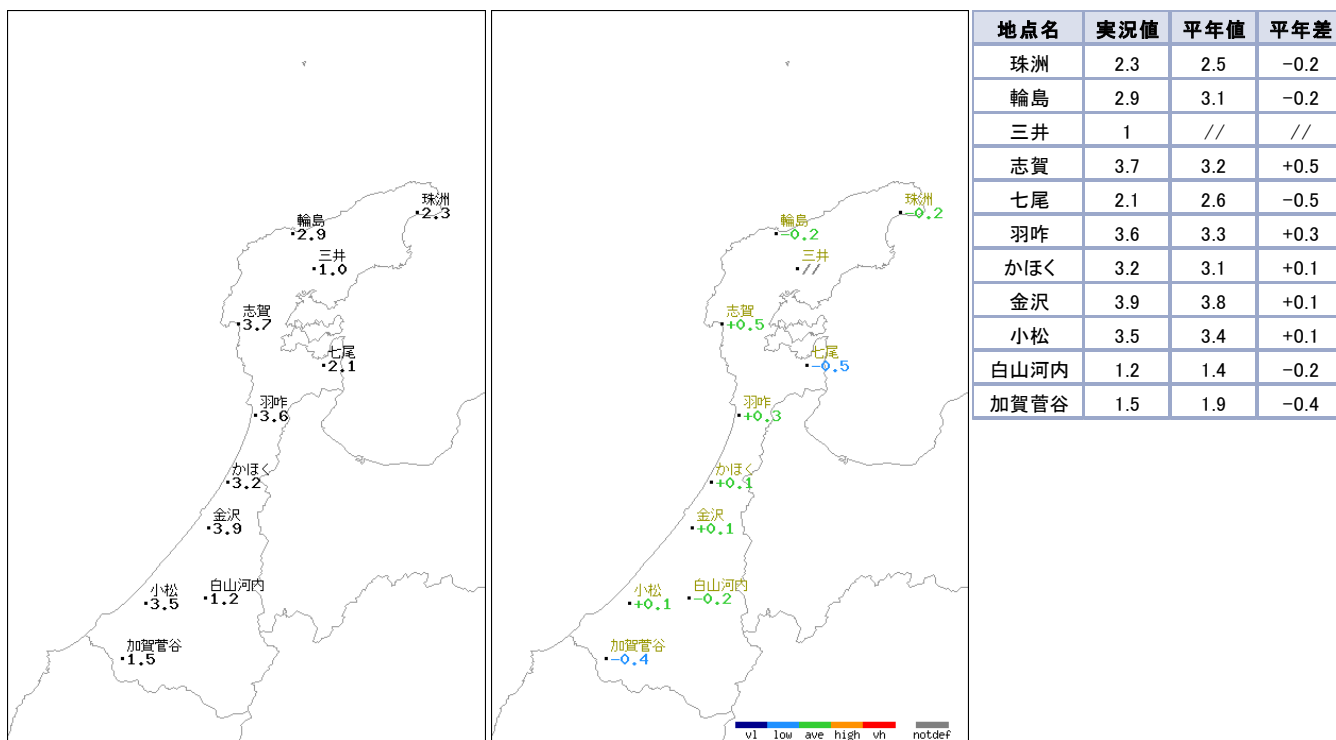 珠洲
2.3
輪島
2.9
三井
1.0
志賀
3.7
七尾
2.1
羽咋
3.6
かほく
3.2
金沢
3.9
小松
3.5
白山河内
1.2
加賀菅谷
1.5
珠洲
-0.2
輪島
-0.2
三井
//
志賀
+0.5
七尾
-0.5
羽咋
+0.3
かほく
+0.1
金沢
+0.1
小松
+0.1
白山河内
-0.2
加賀菅谷
-0.4
vl low ave high vh notdef
地点名 実況値 平年値 平年差
珠洲 2.3 2.5 -0.2
輪島 2.9 3.1 -0.2
三井 1 // //
志賀 3.7 3.2 +0.5
七尾 2.1 2.6 -0.5
羽咋 3.6 3.3 +0.3
かほく 3.2 3.1 +0.1
金沢 3.9 3.8 +0.1
小松 3.5 3.4 +0.1
白山河内 1.2 1.4 -0.2
加賀菅谷 1.5 1.9 -0.4